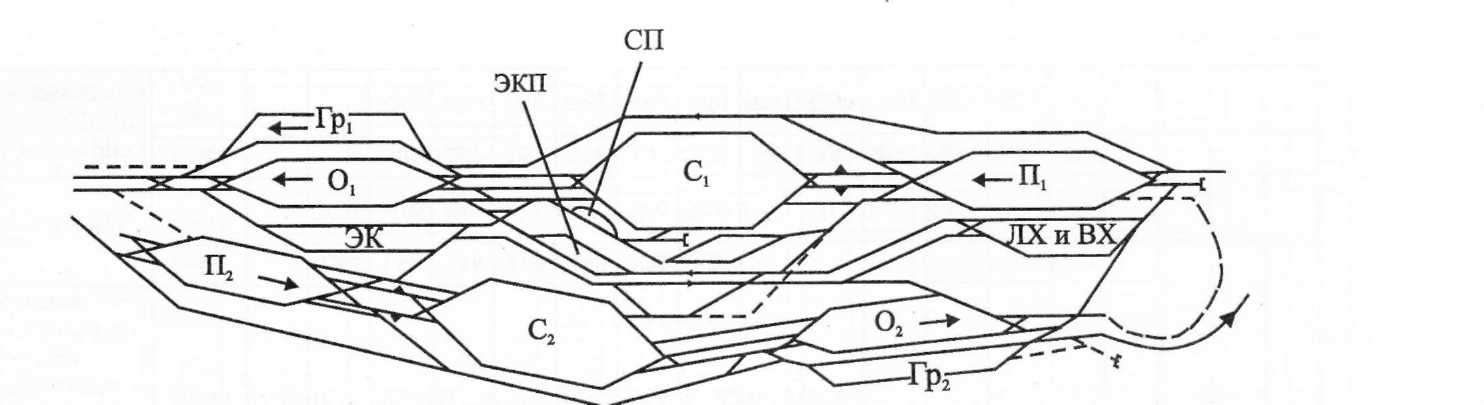 СП
ЭКП
Гр₁
О₁
С₁
П₁
ЭК
ЛХ и ВХ
П₂
С₂
О₂
Гр₂